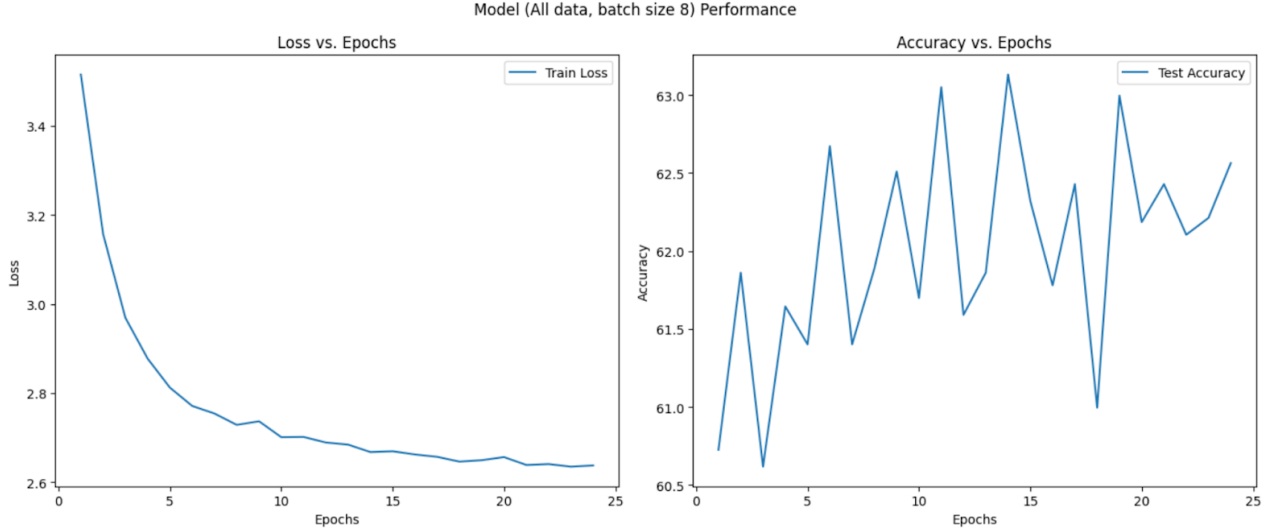 Model (All data, batch size 8) Performance
Loss vs. Epochs
Train Loss
Loss
3.4
3.2
3.0
2.8
2.6
0 5 10 15 20 25
Epochs
Accuracy vs. Epochs
Test Accuracy
Accuracy
63.0
62.5
62.0
61.5
61.0
60.5
0 5 10 15 20 25
Epochs